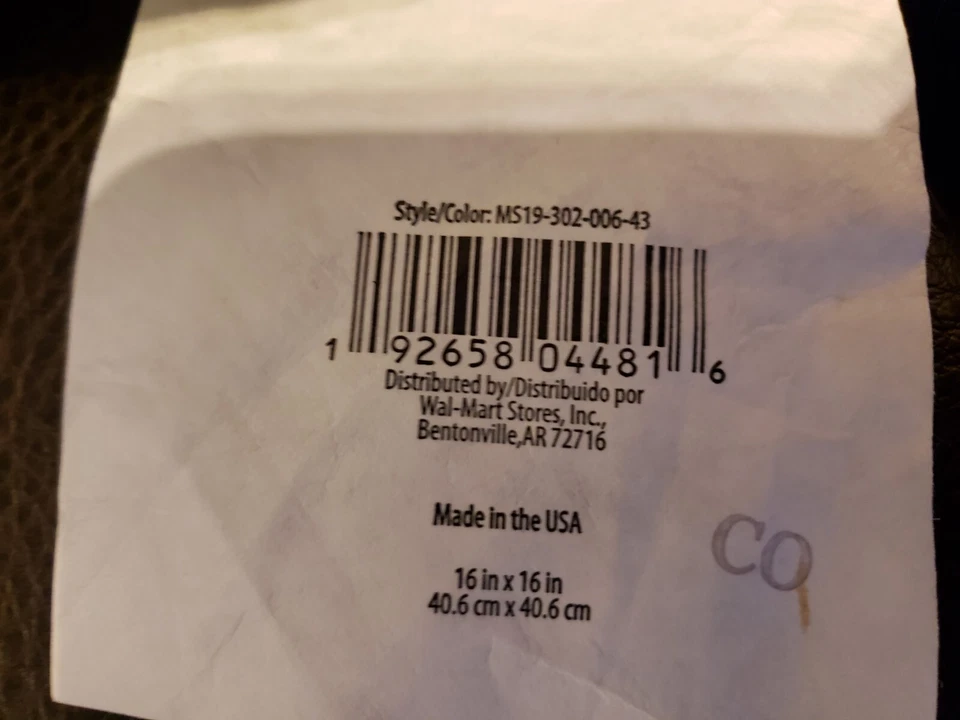 Style/Color: MS19-302-006-43
1 92658 04481 6
Distributed by/Distribuido por
Wal-Mart Stores, Inc.,
Bentonville,AR 72716
Made in the USA
CO
16 in x 16 in
40.6 cm x 40.6 cm